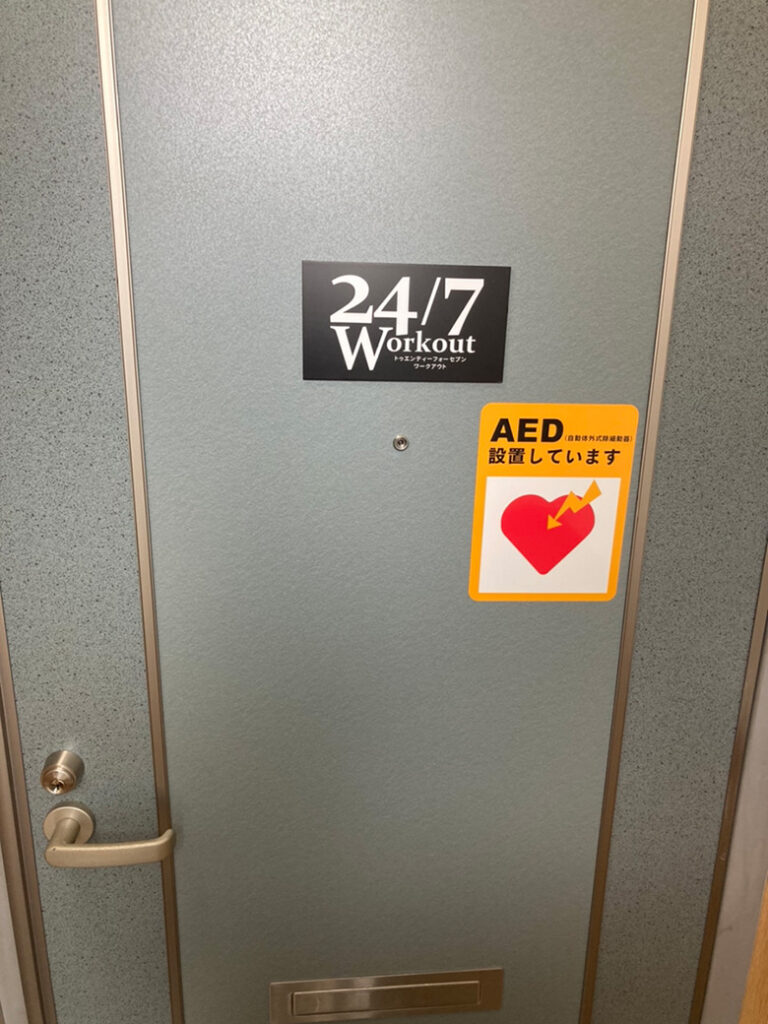 24/7
Workout
トゥエンティーフォーセブン
ワークアウト
AED(自動体外式除細動器)
設置しています